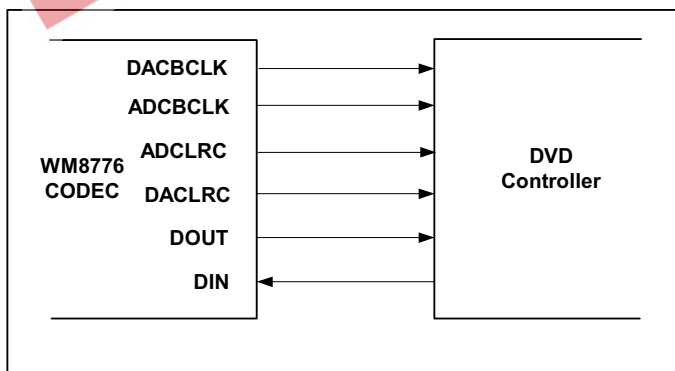 DACBCLK
ADCBCLK
ADCLRC
WM8776
CODEC
DACLRC
DOUT
DIN
DVD
Controller